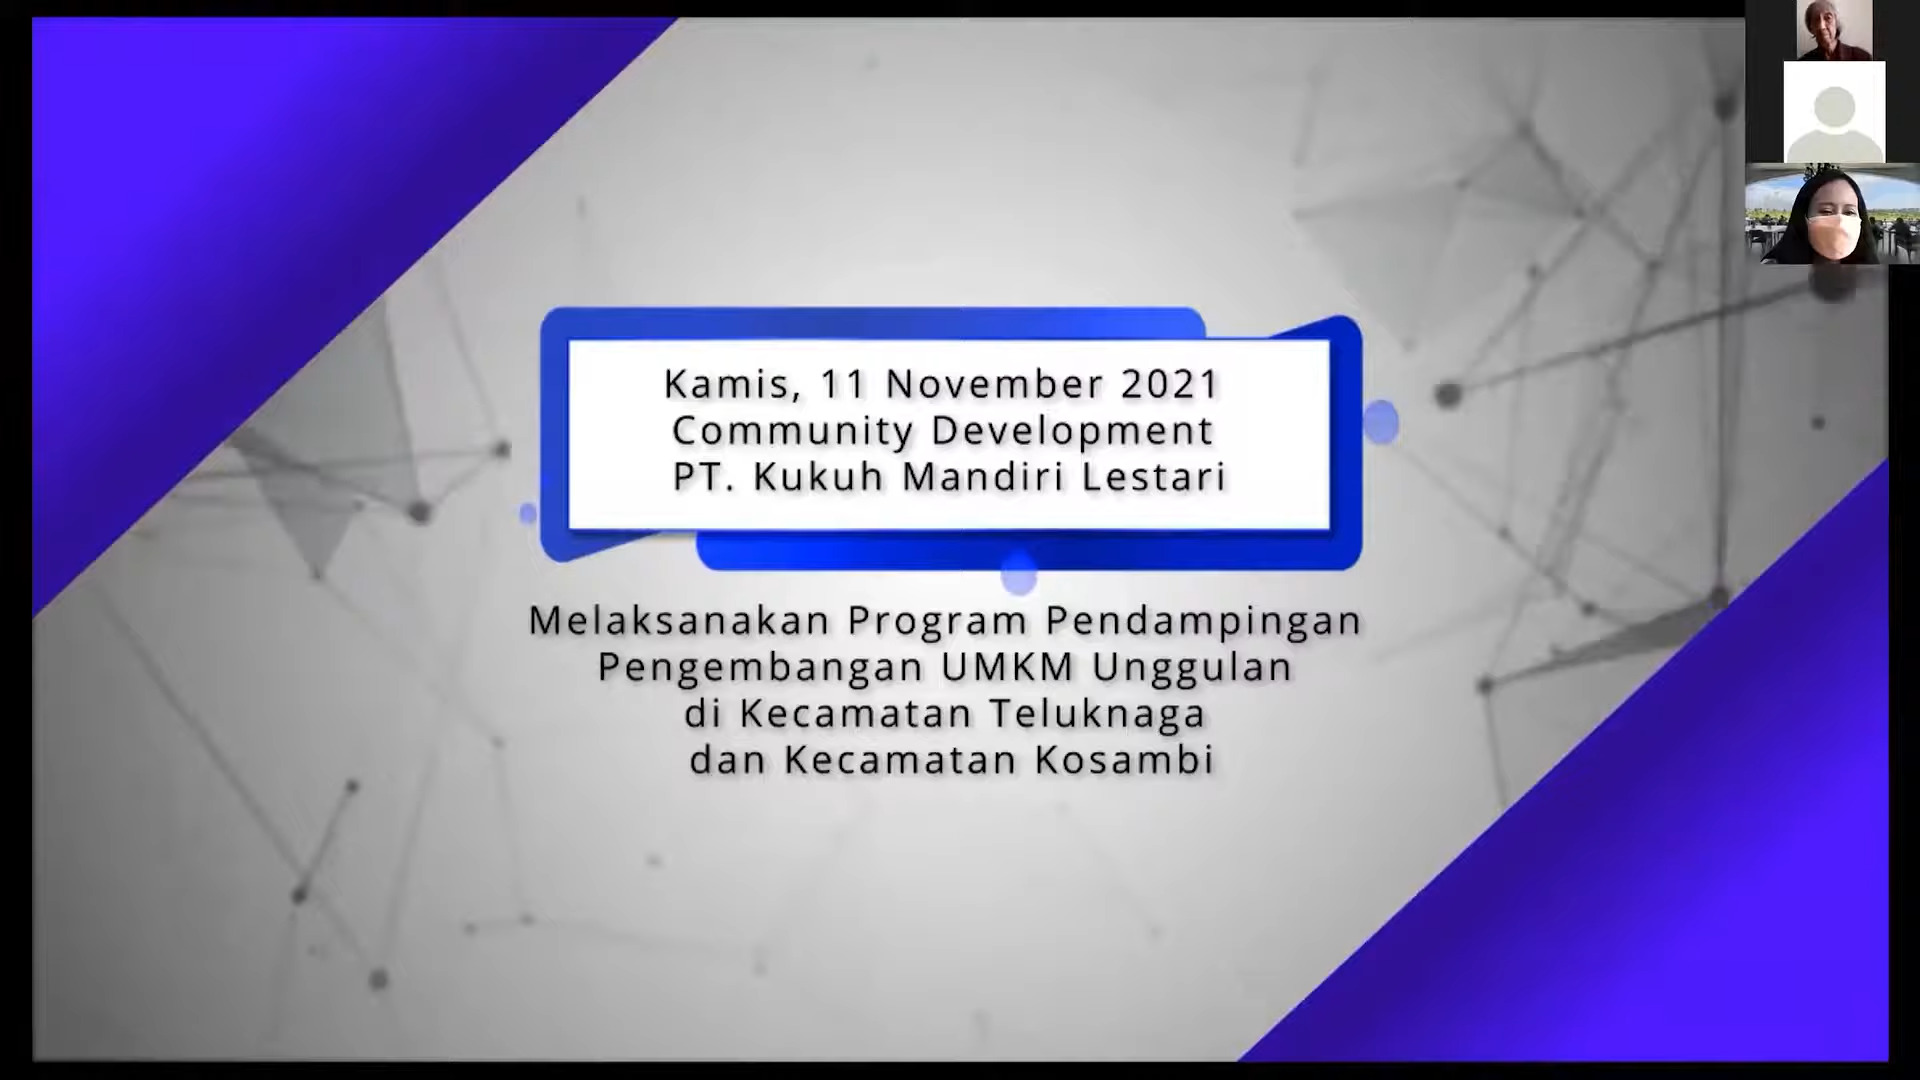 Kamis, 11 November 2021
Community Development
PT. Kukuh Mandiri Lestari
Melaksanakan Program Pendampingan
Pengembangan UMKM Unggulan
di Kecamatan Teluknaga
dan Kecamatan Kosambi